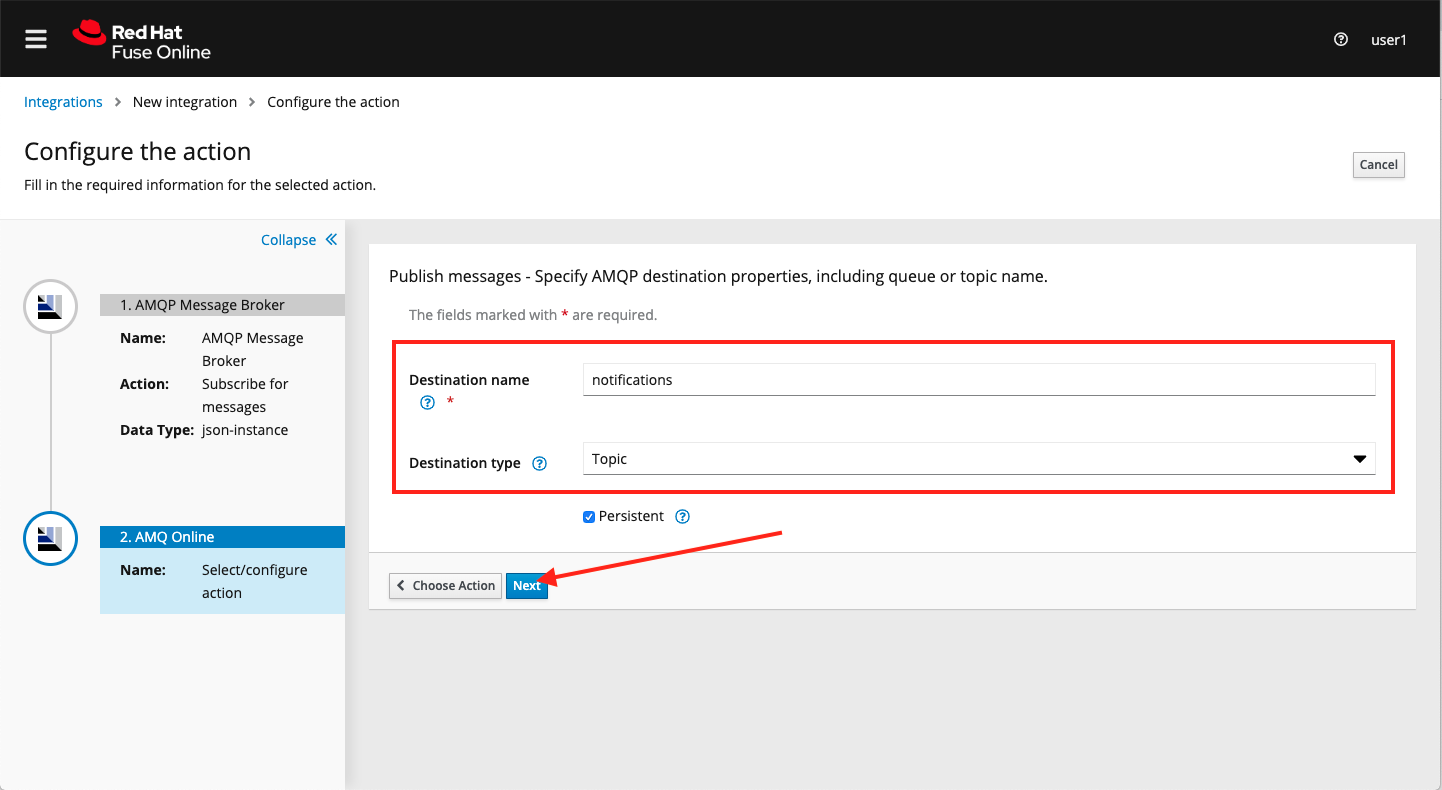 Red Hat
Fuse Online
user1
Integrations > New integration > Configure the action
Configure the action
Cancel
Fill in the required information for the selected action.
Collapse
1. AMQP Message Broker
Name: AMQP Message
Broker
Action: Subscribe for
messages
Data Type: json-instance
2. AMQ Online
Name: Select/configure
action
Publish messages - Specify AMQP destination properties, including queue or topic name.
The fields marked with * are required.
Destination name notifications
*
Destination type Topic
Persistent
Choose Action Next